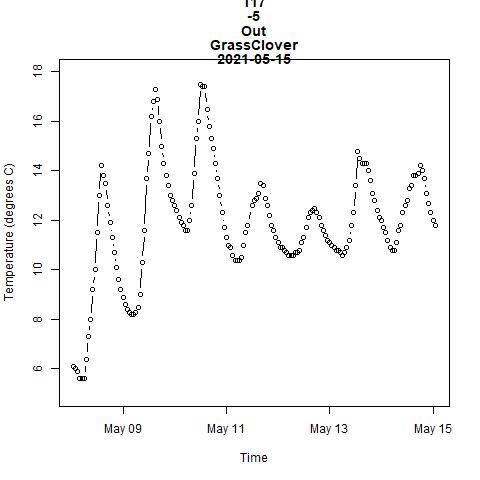 117
-5
Out
GrassClover
2021-05-15
18
16
14
12
10
8
6
Temperature (degrees C)
May 09
May 11
May 13
May 15
Time